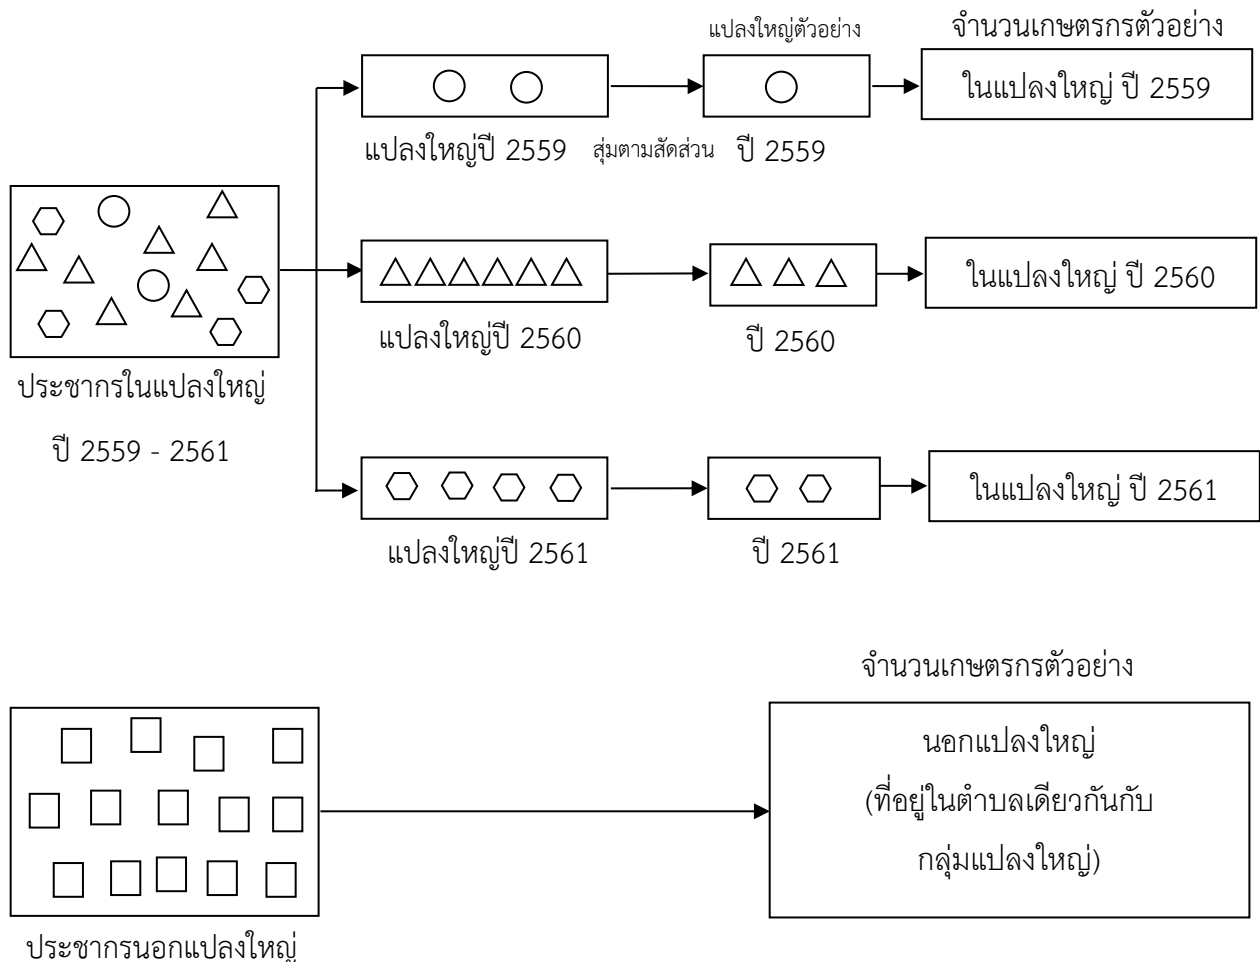 แปลงใหญ่ตัวอย่าง
จำนวนเกษตรกรตัวอย่าง
ในแปลงใหญ่ ปี 2559
แปลงใหญ่ปี 2559
สุ่มตามสัดส่วน
ปี 2559
ในแปลงใหญ่ ปี 2560
แปลงใหญ่ปี 2560
ปี 2560
ประชากรในแปลงใหญ่
ปี 2559 - 2561
ในแปลงใหญ่ ปี 2561
แปลงใหญ่ปี 2561
ปี 2561
จำนวนเกษตรกรตัวอย่าง
นอกแปลงใหญ่
(ที่อยู่ในตำบลเดียวกันกับ
กลุ่มแปลงใหญ่)
ประชากรนอกแปลงใหญ่